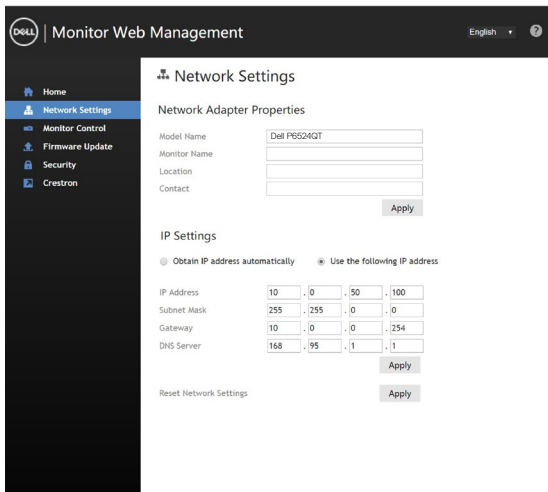 DELL | Monitor Web Management
English ▼ ?
Network Settings
Home
Network Settings
Monitor Control
Firmware Update
Security
Crestron
Network Adapter Properties
Model Name Dell P6524QT
Monitor Name
Location
Contact
Apply
IP Settings
Obtain IP address automatically Use the following IP address
IP Address 10 . 0 . 50 . 100
Subnet Mask 255 . 255 . 0 . 0
Gateway 10 . 0 . 0 . 254
DNS Server 168 . 95 . 1 . 1
Apply
Reset Network Settings Apply